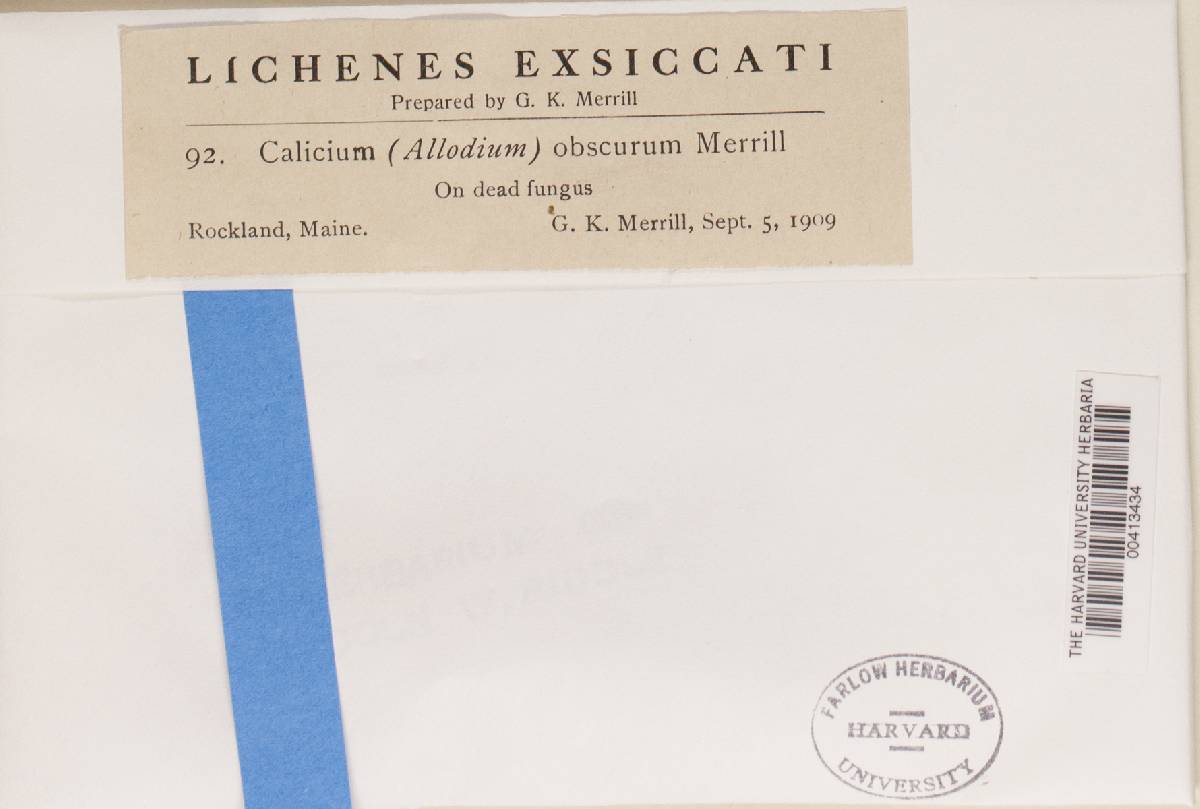 LICHENES EXSICCATI
Prepared by G. K. Merrill
92. Calicium (Allodium) obscurum Merrill
On dead fungus
Rockland, Maine. G. K. Merrill, Sept. 5, 1909
THE HARVARD UNIVERSITY HERBARIA
00413434
FARLOW HERBARIUM
HARVARD
UNIVERSITY